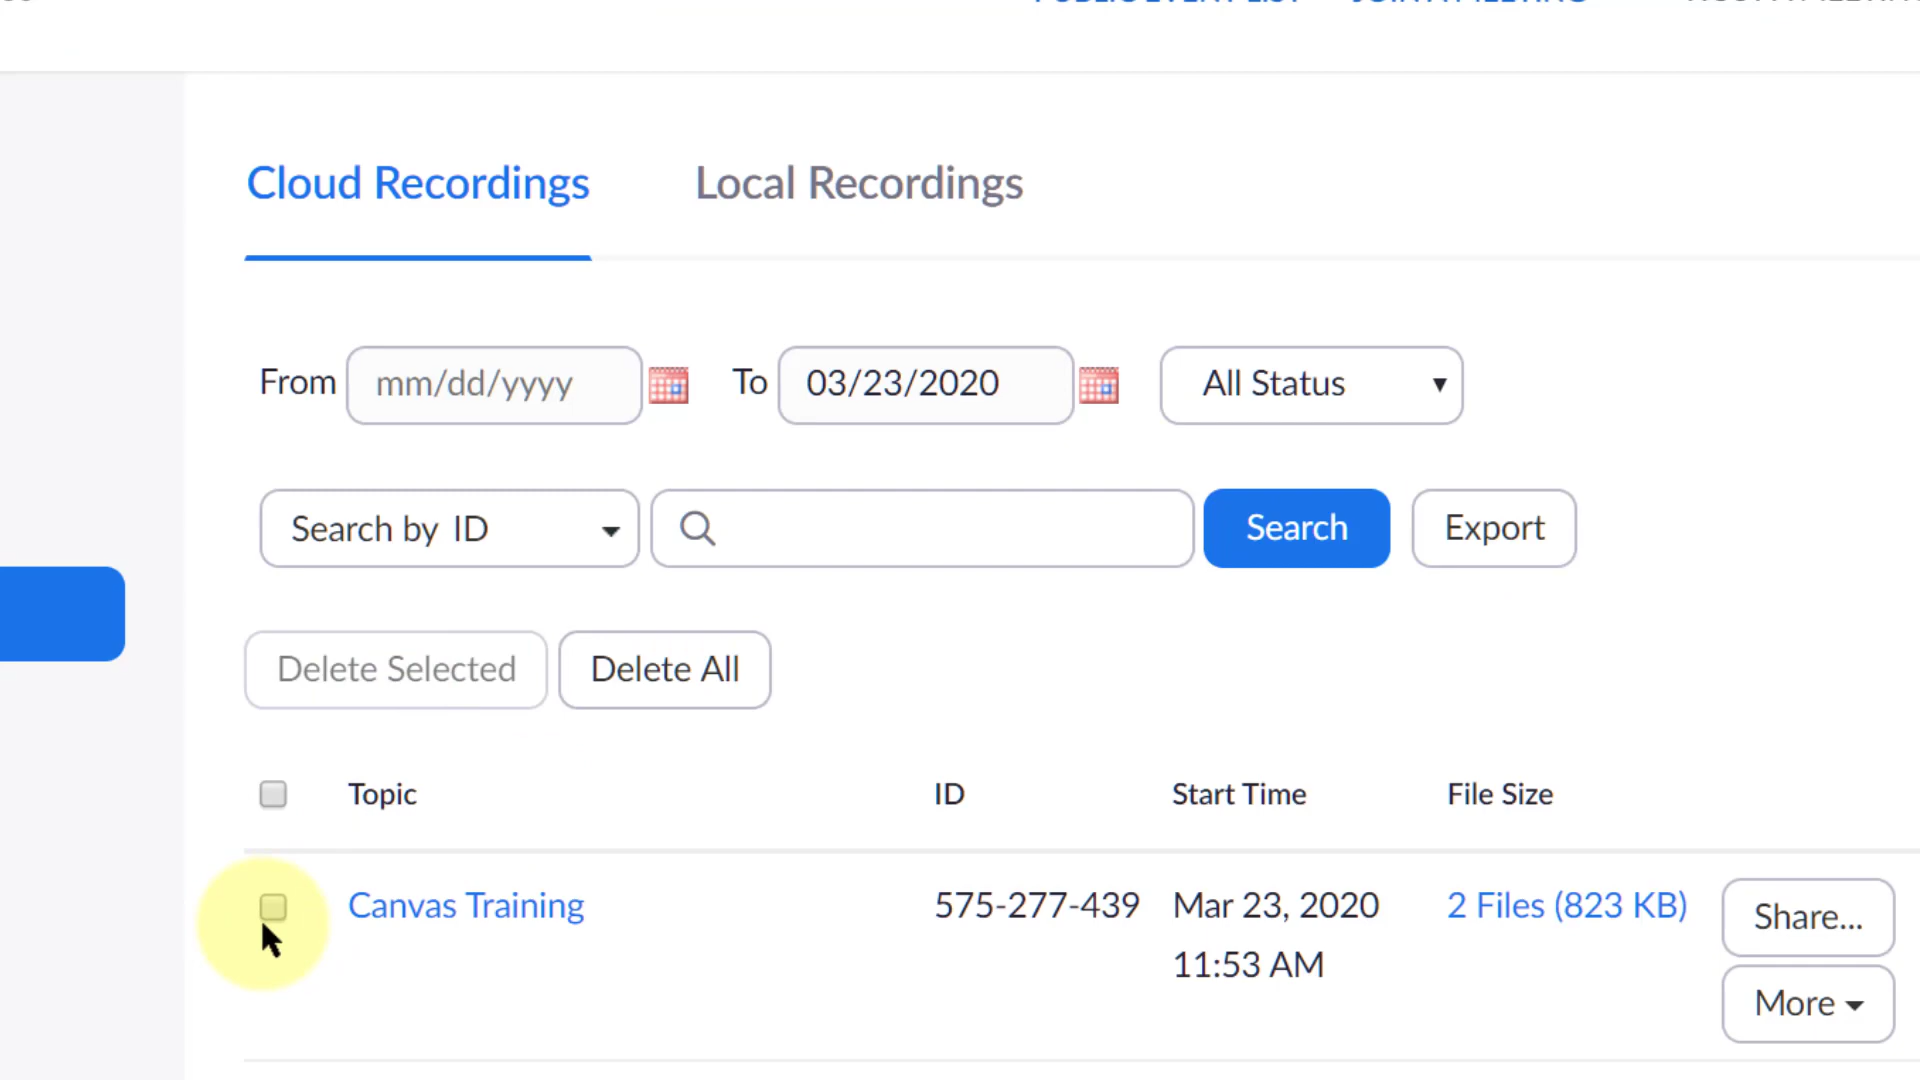 Cloud Recordings Local Recordings
From mm/dd/yyyy To 03/23/2020 All Status
Search by ID Search Export
Delete Selected Delete All
Topic ID Start Time File Size
Canvas Training 575-277-439 Mar 23, 2020 2 Files (823 KB) Share...
11:53 AM
More